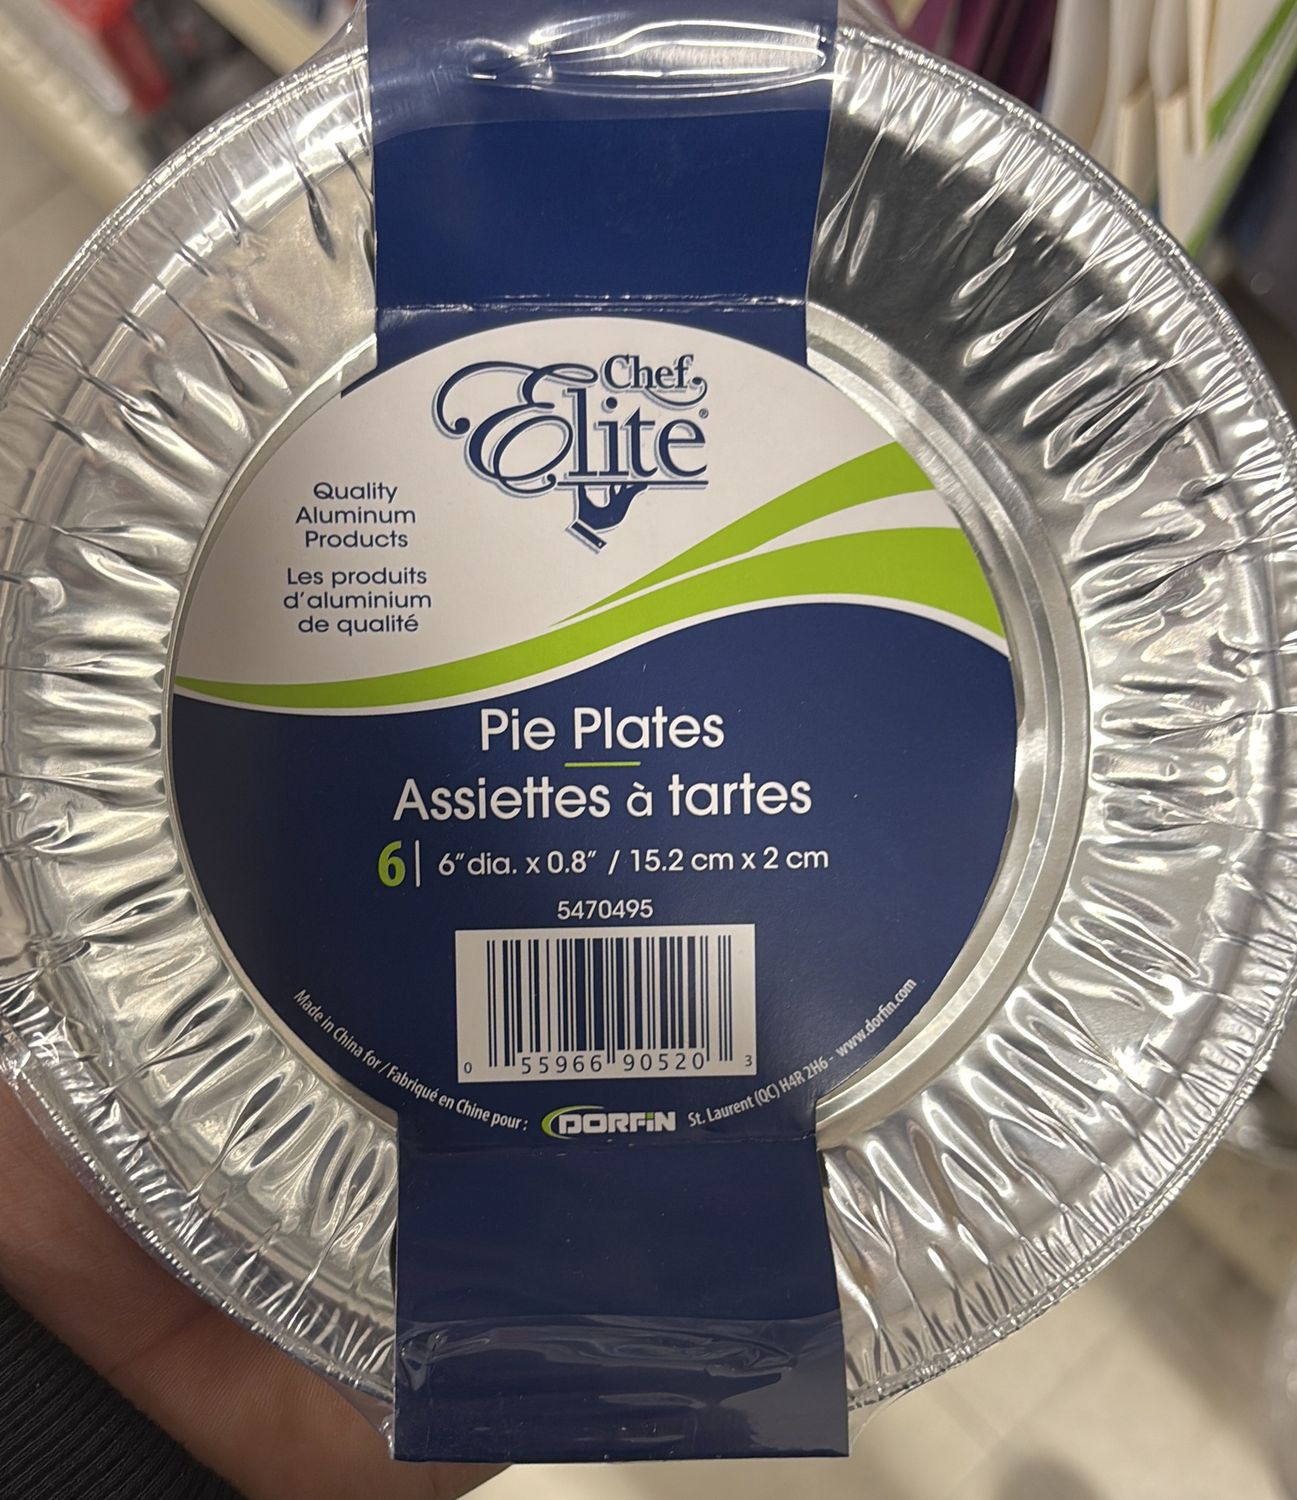 Chef
Elite®
Quality
Aluminum
Products
Les produits
d'aluminium
de qualité
Pie Plates
Assiettes à tartes
6 | 6" dia. x 0.8" / 15.2 cm x 2 cm
5470495
0 55966 90520 3
Made in China for / Fabriqué en Chine pour : DORFIN St. Laurent (QC) H4R 2H6 - www.dorfin.com